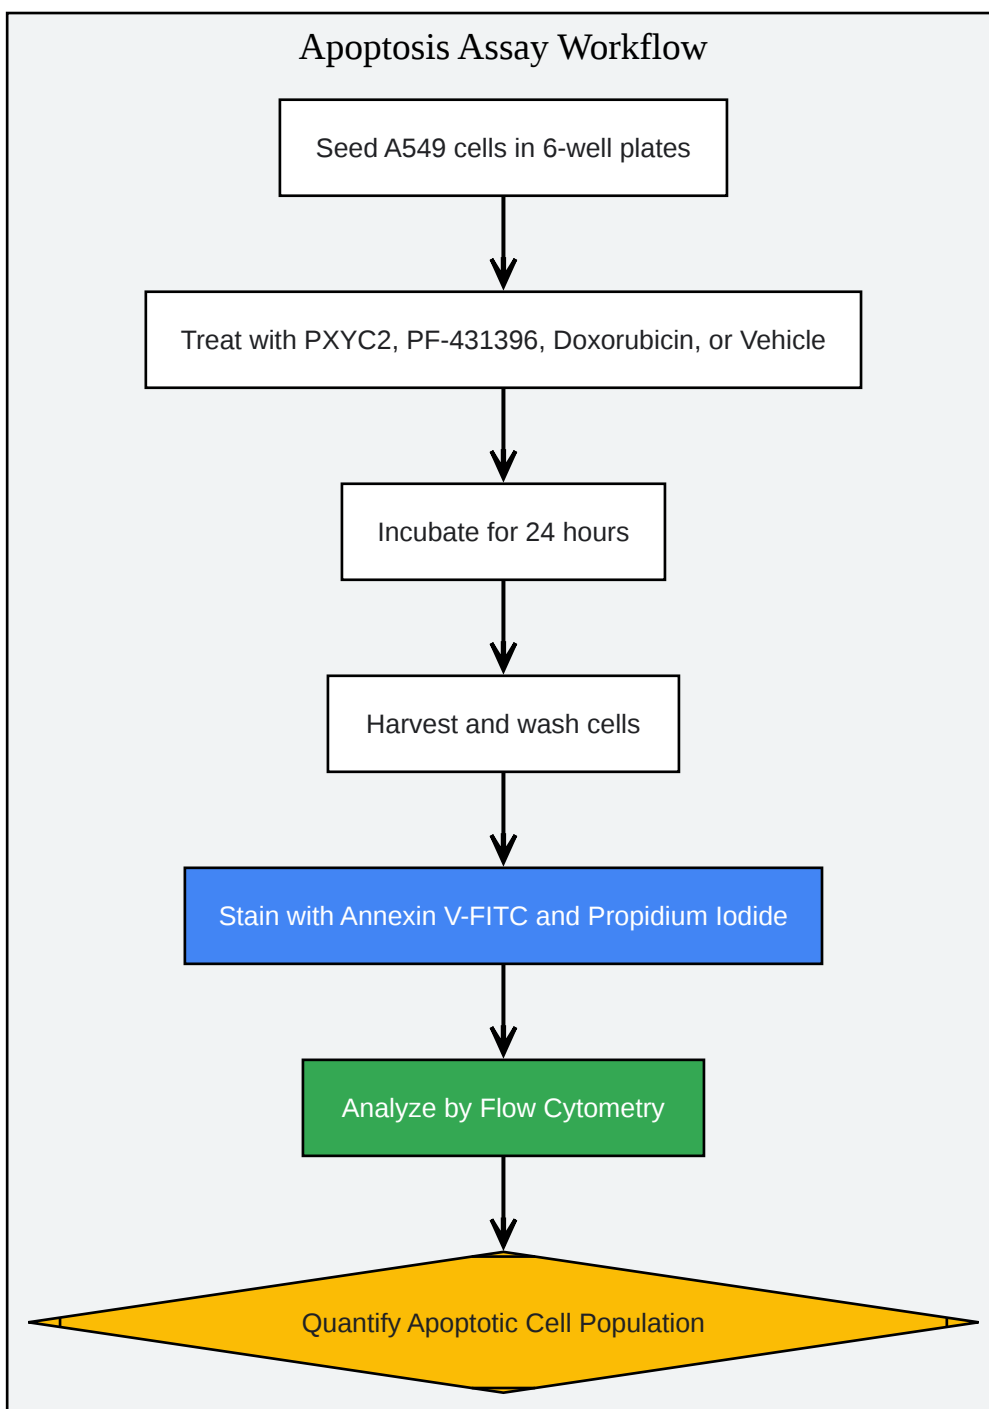 Apoptosis Assay Workflow
Seed A549 cells in 6-well plates
Treat with PXYC2, PF-431396, Doxorubicin, or Vehicle
Incubate for 24 hours
Harvest and wash cells
Stain with Annexin V-FITC and Propidium Iodide
Analyze by Flow Cytometry
Quantify Apoptotic Cell Population